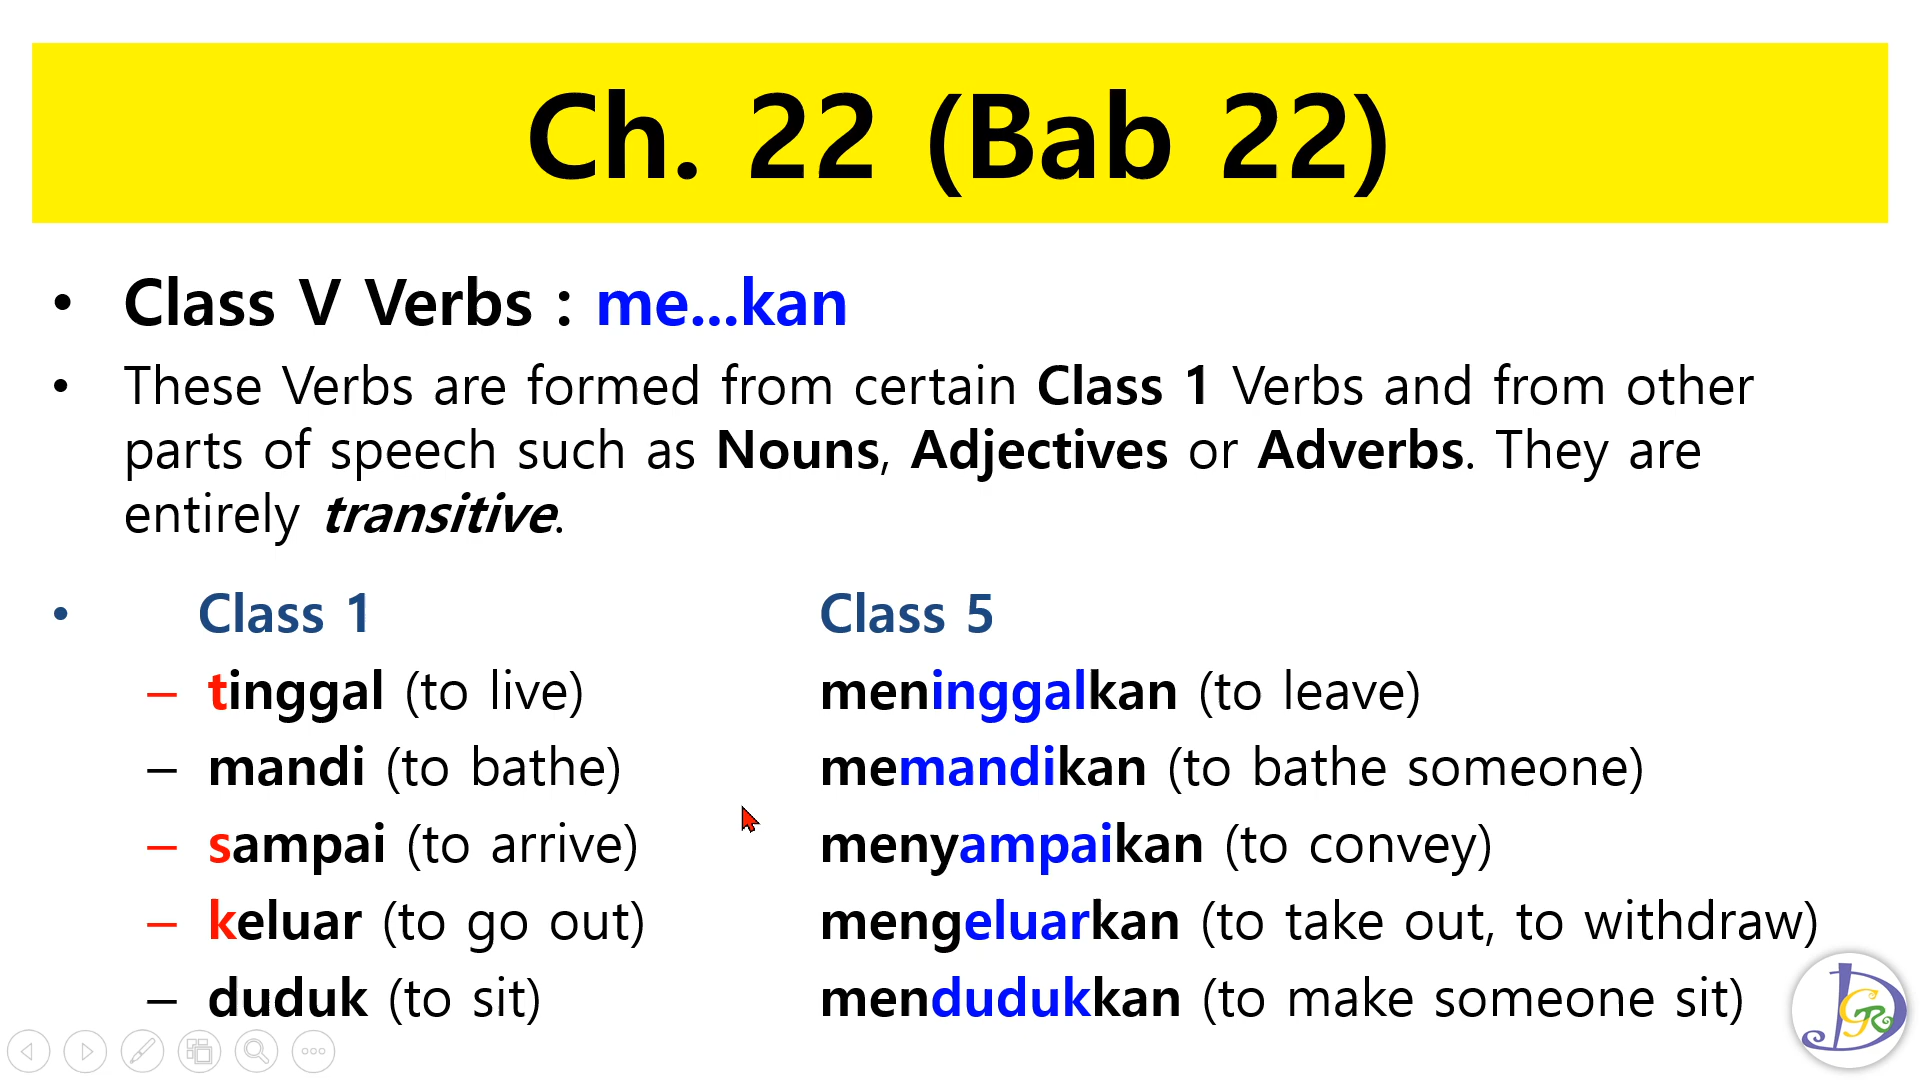 Ch. 22 (Bab 22)
• Class V Verbs : me...kan
• These Verbs are formed from certain Class 1 Verbs and from other
parts of speech such as Nouns, Adjectives or Adverbs. They are
entirely transitive.
• Class 1 Class 5
– tinggal (to live) meninggalkan (to leave)
– mandi (to bathe) memandikan (to bathe someone)
– sampai (to arrive) menyampaikan (to convey)
– keluar (to go out) mengeluarkan (to take out, to withdraw)
– duduk (to sit) mendudukkan (to make someone sit)